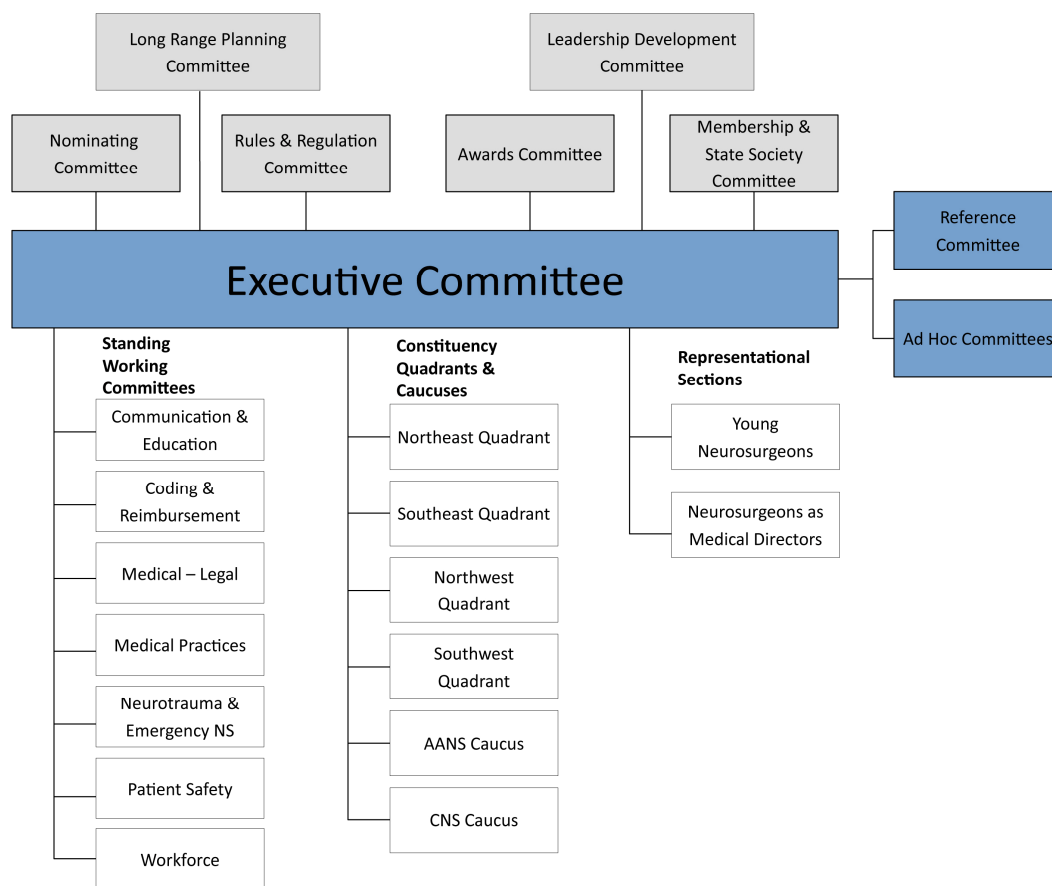 Long Range Planning
Committee
Leadership Development
Committee
Nominating
Committee
Rules & Regulation
Committee
Awards Committee
Membership &
State Society
Committee
Reference
Committee
Executive Committee
Ad Hoc Committees
Standing
Working
Committees
Communication &
Education
Coding &
Reimbursement
Medical – Legal
Medical Practices
Neurotrauma &
Emergency NS
Patient Safety
Workforce
Constituency
Quadrants &
Caucuses
Northeast Quadrant
Southeast Quadrant
Northwest
Quadrant
Southwest
Quadrant
AANS Caucus
CNS Caucus
Representational
Sections
Young
Neurosurgeons
Neurosurgeons as
Medical Directors